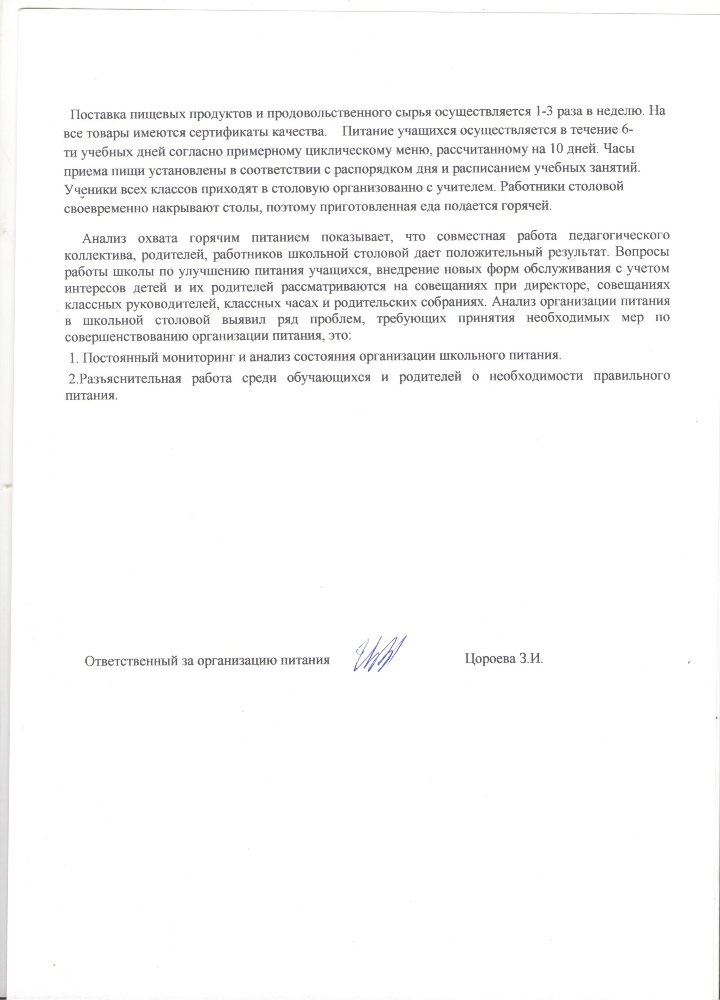 Поставка пищевых продуктов и продовольственного сырья осуществляется 1-3 раза в неделю. На
все товары имеются сертификаты качества. Питание учащихся осуществляется в течение 6-
ти учебных дней согласно примерному циклическому меню, рассчитанному на 10 дней. Часы
приема пищи установлены в соответствии с распорядком дня и расписанием учебных занятий.
Ученики всех классов приходят в столовую организованно с учителем. Работники столовой
своевременно накрывают столы, поэтому приготовленная еда подается горячей.
Анализ охвата горячим питанием показывает, что совместная работа педагогического
коллектива, родителей, работников школьной столовой дает положительный результат. Вопросы
работы школы по улучшению питания учащихся, внедрение новых форм обслуживания с учетом
интересов детей и их родителей рассматриваются на совещаниях при директоре, совещаниях
классных руководителей, классных часах и родительских собраниях. Анализ организации питания
в школьной столовой выявил ряд проблем, требующих принятия необходимых мер по
совершенствованию организации питания, это:
1. Постоянный мониторинг и анализ состояния организации школьного питания.
2.Разъяснительная работа среди обучающихся и родителей о необходимости правильного
питания.
Ответственный за организацию питания Цороева З.И.